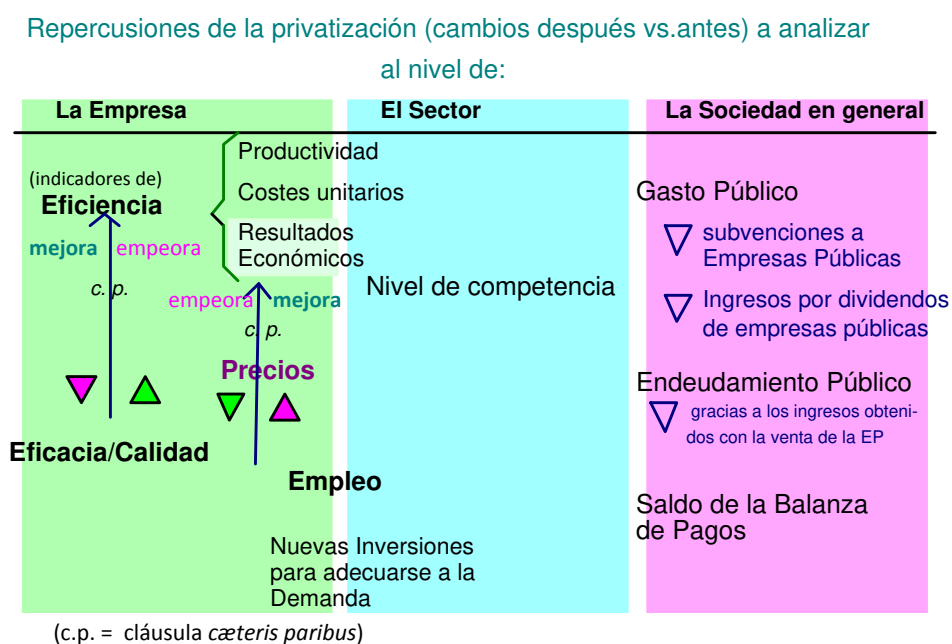 Repercusiones de la privatización (cambios después vs.antes) a analizar
al nivel de:
La Empresa
El Sector
La Sociedad en general
(indicadores de)
Eficiencia
mejora empeora
c. p.
Productividad
Costes unitarios
Resultados
Económicos
empeora mejora
c. p.
Precios
Eficacia/Calidad
Empleo
Nuevas Inversiones
para adecuarse a la
Demanda
Nivel de competencia
Gasto Público
subvenciones a
Empresas Públicas
Ingresos por dividendos
de empresas públicas
Endeudamiento Público
gracias a los ingresos obteni-
dos con la venta de la EP
Saldo de la Balanza
de Pagos
(c.p. = cláusula cæteris paribus)